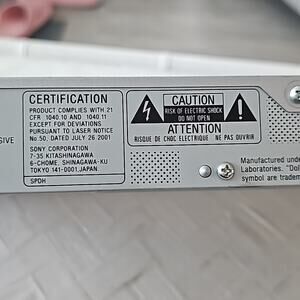 SIVE
CERTIFICATION
PRODUCT COMPLIES WITH 21
CFR 1040.10 AND 1040.11
EXCEPT FOR DEVIATIONS
PURSUANT TO LASER NOTICE
No.50, DATED JULY 26.2001
SONY CORPORATION
7-35 KITASHINAGAWA
6-CHOME, SHINAGAWA-KU
TOKYO 141-0001,JAPAN.
SPDH
CAUTION
RISK OF ELECTRIC SHOCK
DO NOT OPEN
ATTENTION
RISQUE DE CHOC ELECTRIQUE NE PAS OUVRIR
Manufactured unde
Laboratories. "Dol
symbol are tradem